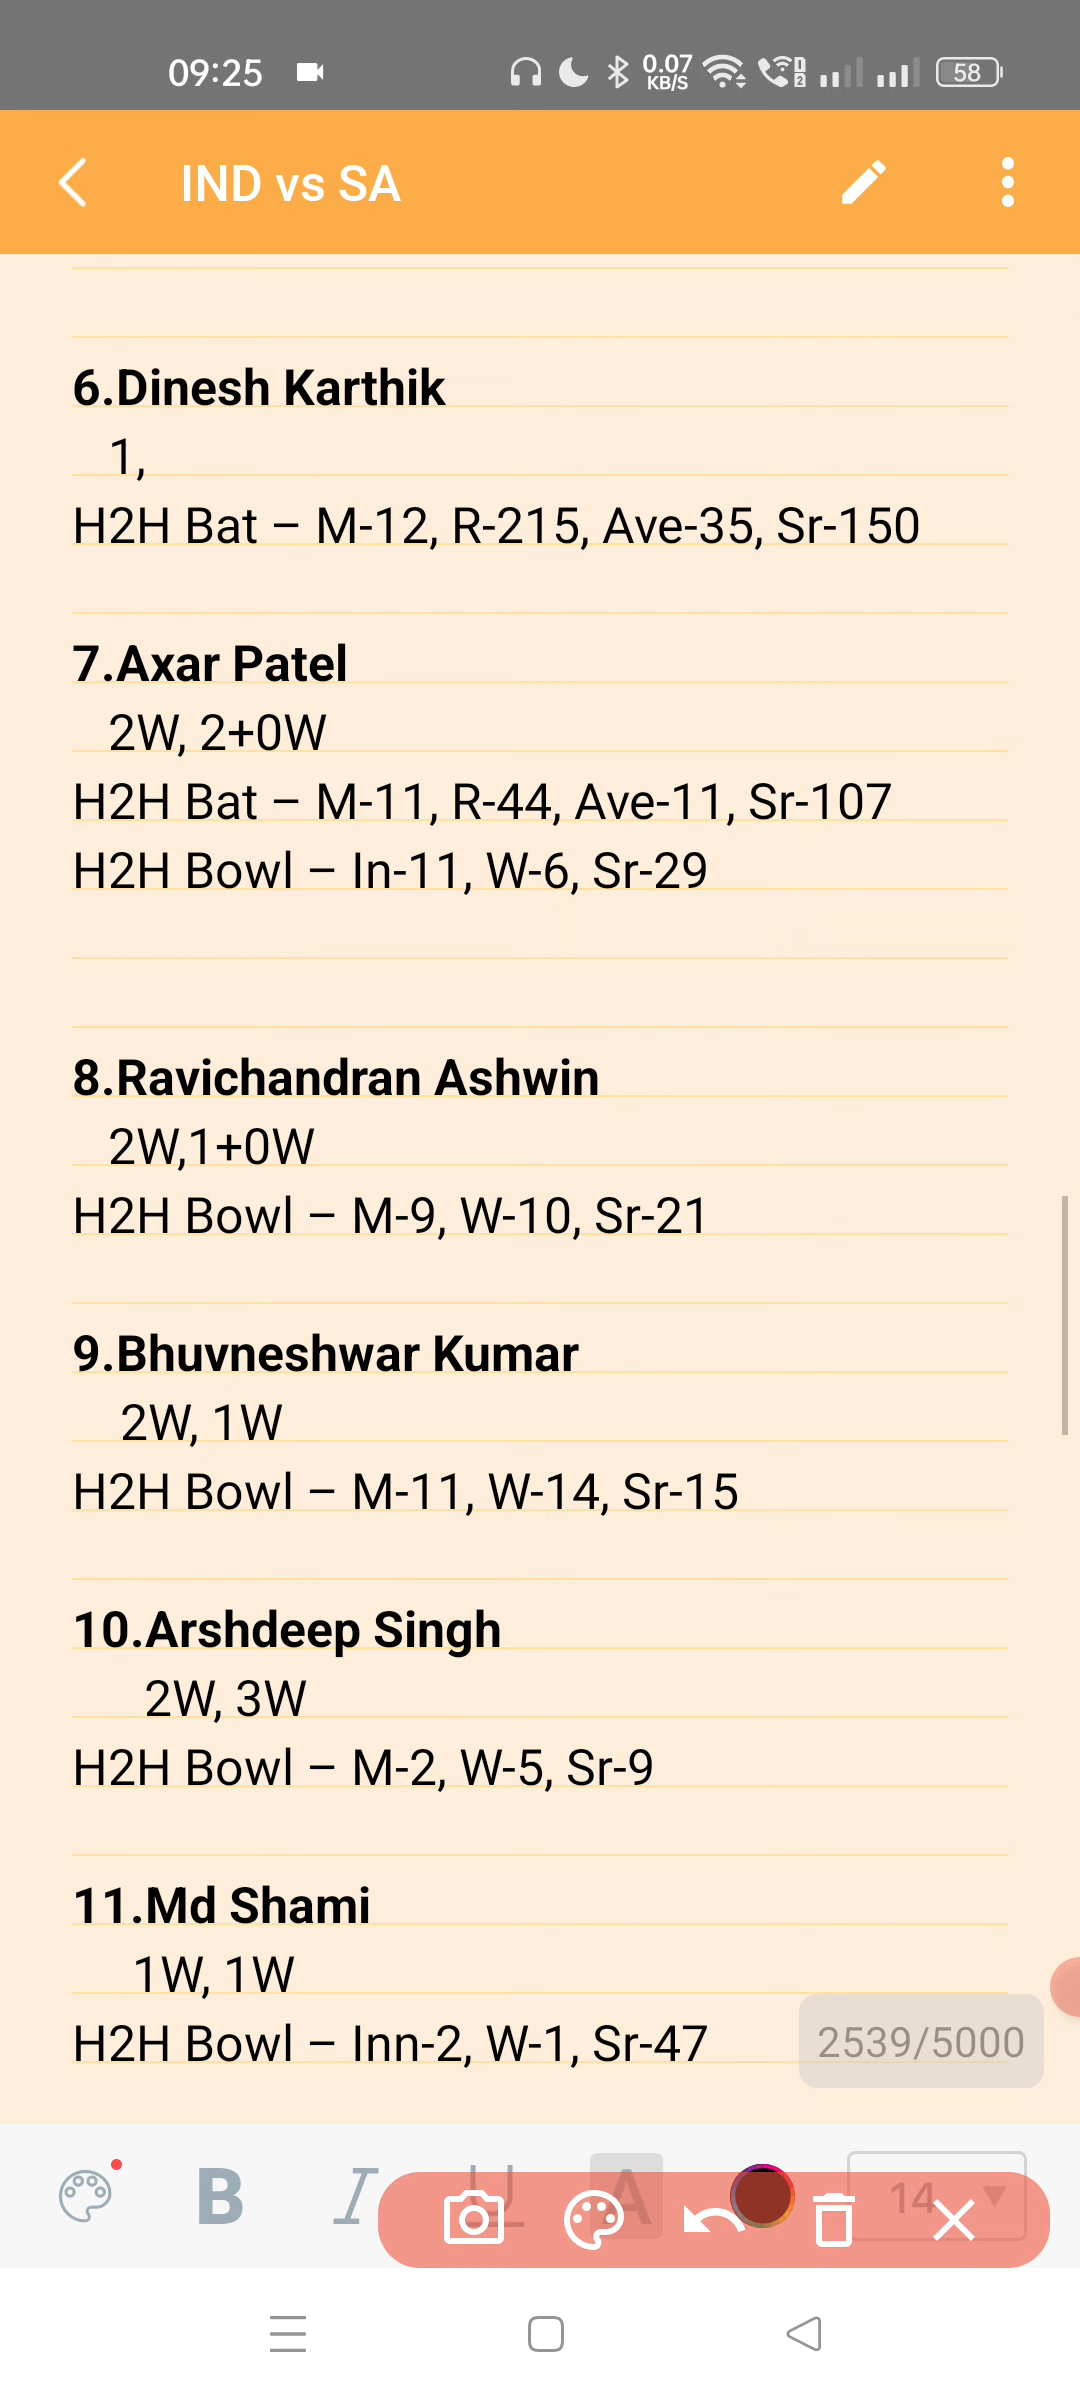 09:25 0.07 KB/S 1 2 58
IND vs SA
6.Dinesh Karthik
1,
H2H Bat – M-12, R-215, Ave-35, Sr-150
7.Axar Patel
2W, 2+0W
H2H Bat – M-11, R-44, Ave-11, Sr-107
H2H Bowl – In-11, W-6, Sr-29
8.Ravichandran Ashwin
2W,1+0W
H2H Bowl – M-9, W-10, Sr-21
9.Bhuvneshwar Kumar
2W, 1W
H2H Bowl – M-11, W-14, Sr-15
10.Arshdeep Singh
2W, 3W
H2H Bowl – M-2, W-5, Sr-9
11.Md Shami
1W, 1W
H2H Bowl – Inn-2, W-1, Sr-47
2539/5000
B I U A 14